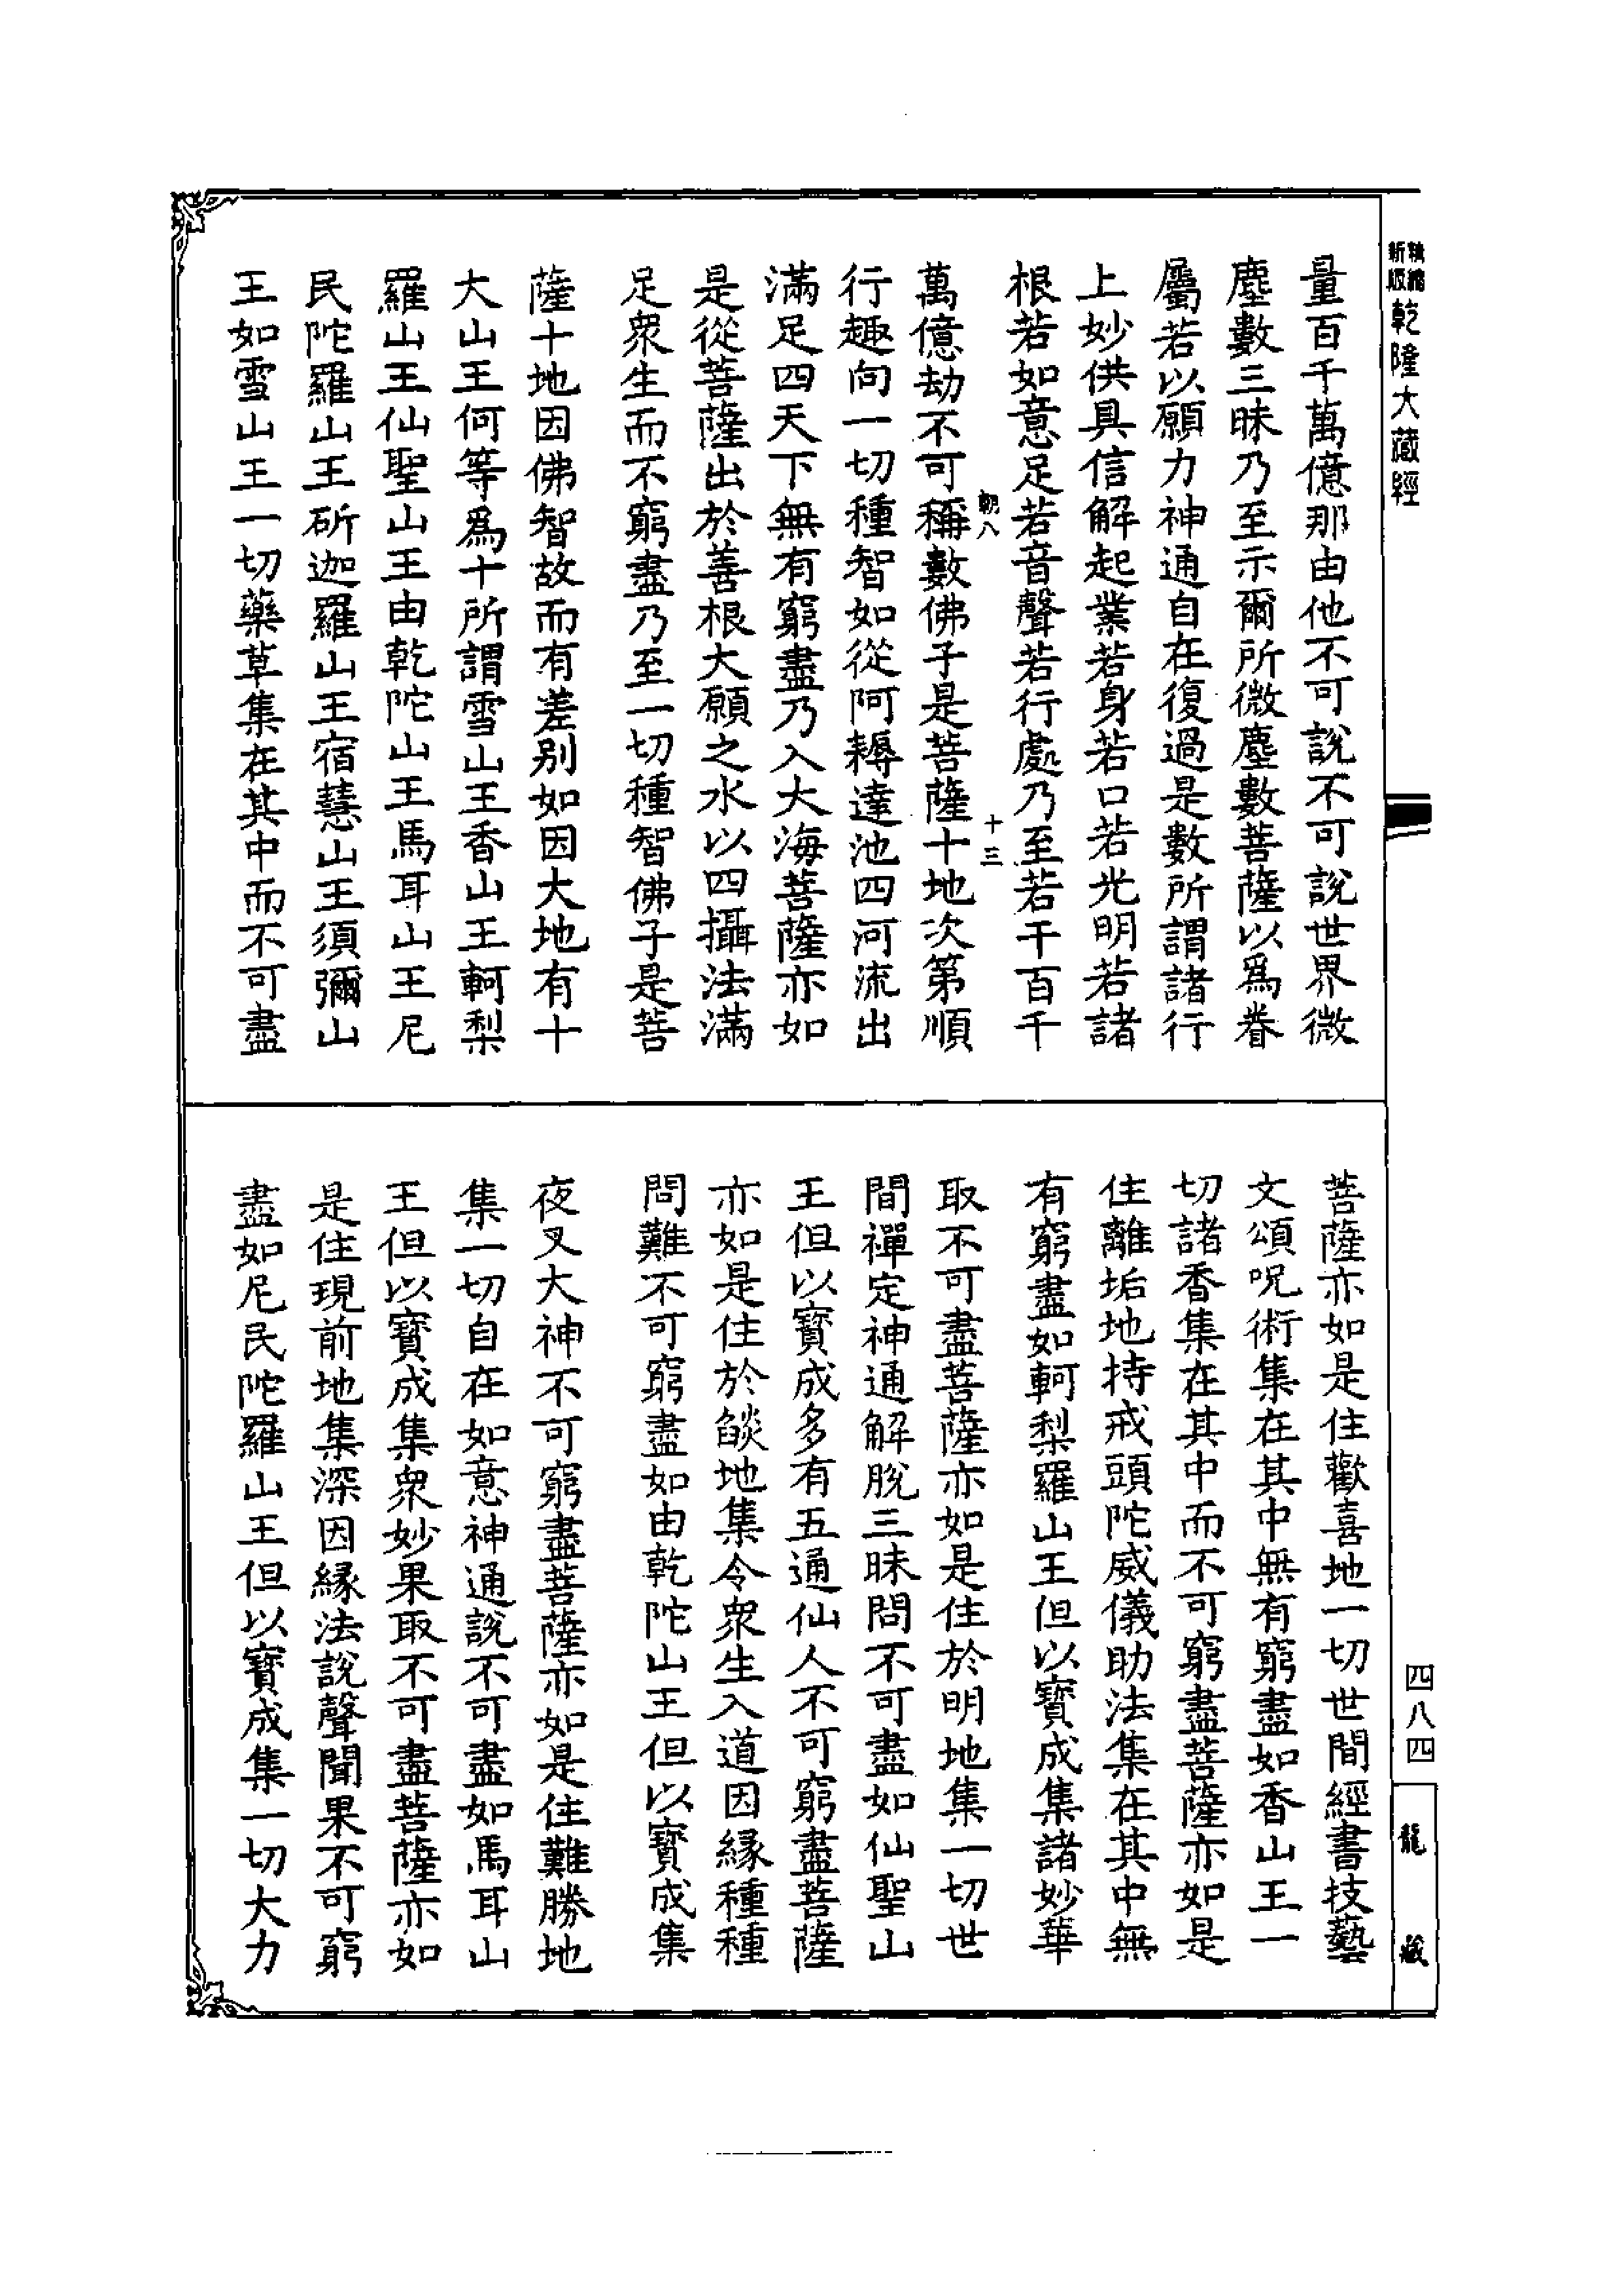 精縮新版乾隆大藏經
量百千萬億那由他不可說不可說世界微
塵數三昧乃至示爾所微塵數菩薩以為眷
屬若以願力神通自在復過是數所謂諸行
上妙供具信解起業若身若口若光明若諸
根若如意足若音聲若行處乃至若干百千
朝八
十三
萬億劫不可稱數佛子是菩薩十地次第順
行趣向一切種智如從阿耨達池四河流出
滿足四天下無有窮盡乃入大海菩薩亦如
是從菩薩出於善根大願之水以四攝法滿
足眾生而不窮盡乃至一切種智佛子是菩
薩十地因佛智故而有差别如因大地有十
大山王何等為十所謂雪山王香山王軻梨
羅山王仙聖山王由乾陀山王馬耳山王尼
民陀羅山王斫迦羅山王宿慧山王須彌山
王如雪山王一切藥草集在其中而不可盡
菩薩亦如是住歡喜地一切世間經書技藝
文頌呪術集在其中無有窮盡如香山王一
切諸香集在其中而不可窮盡菩薩亦如是
住離垢地持戒頭陀威儀助法集在其中無
有窮盡如軻梨羅山王但以寶成集諸妙華
取不可盡菩薩亦如是住於明地集一切世
間禪定神通解脫三昧問不可盡如仙聖山
王但以寶成多有五通仙人不可窮盡菩薩
亦如是住於燄地集令眾生入道因緣種種
問難不可窮盡如由乾陀山王但以寶成集
夜叉大神不可窮盡菩薩亦如是住難勝地
集一切自在如意神通說不可盡如馬耳山
王但以寶成集眾妙果取不可盡菩薩亦如
是住現前地集深因緣法說聲聞果不可窮
盡如尼民陀羅山王但以寶成集一切大力
四八四
龍藏